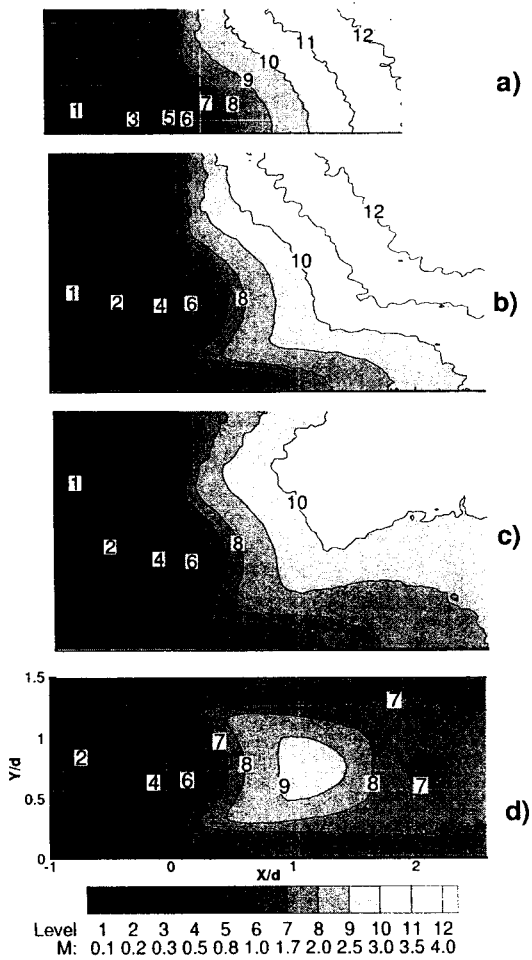 12
11
10
9
7 8
1 3 5 6
a)
12
10
1 2 4 6 8
b)
1
10
2 4 6 8
c)
1.5
1
Y/d
0.5
0
2 4 6 7 8 9 8 7 7
d)
-1 0 1 2
X/d
Level 1 2 3 4 5 6 7 8 9 10 11 12
M: 0.1 0.2 0.3 0.5 0.8 1.0 1.7 2.0 2.5 3.0 3.5 4.0